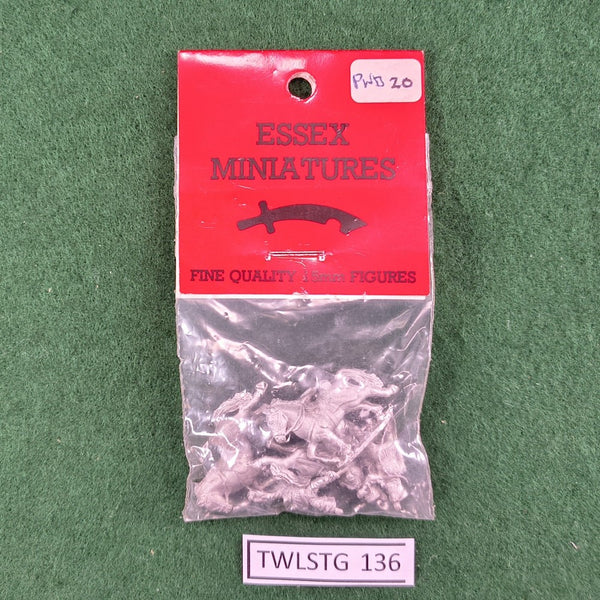 PWD 20
ESSEX
MINIATURES
FINE QUALITY 15mm FIGURES
TWLSTG 136